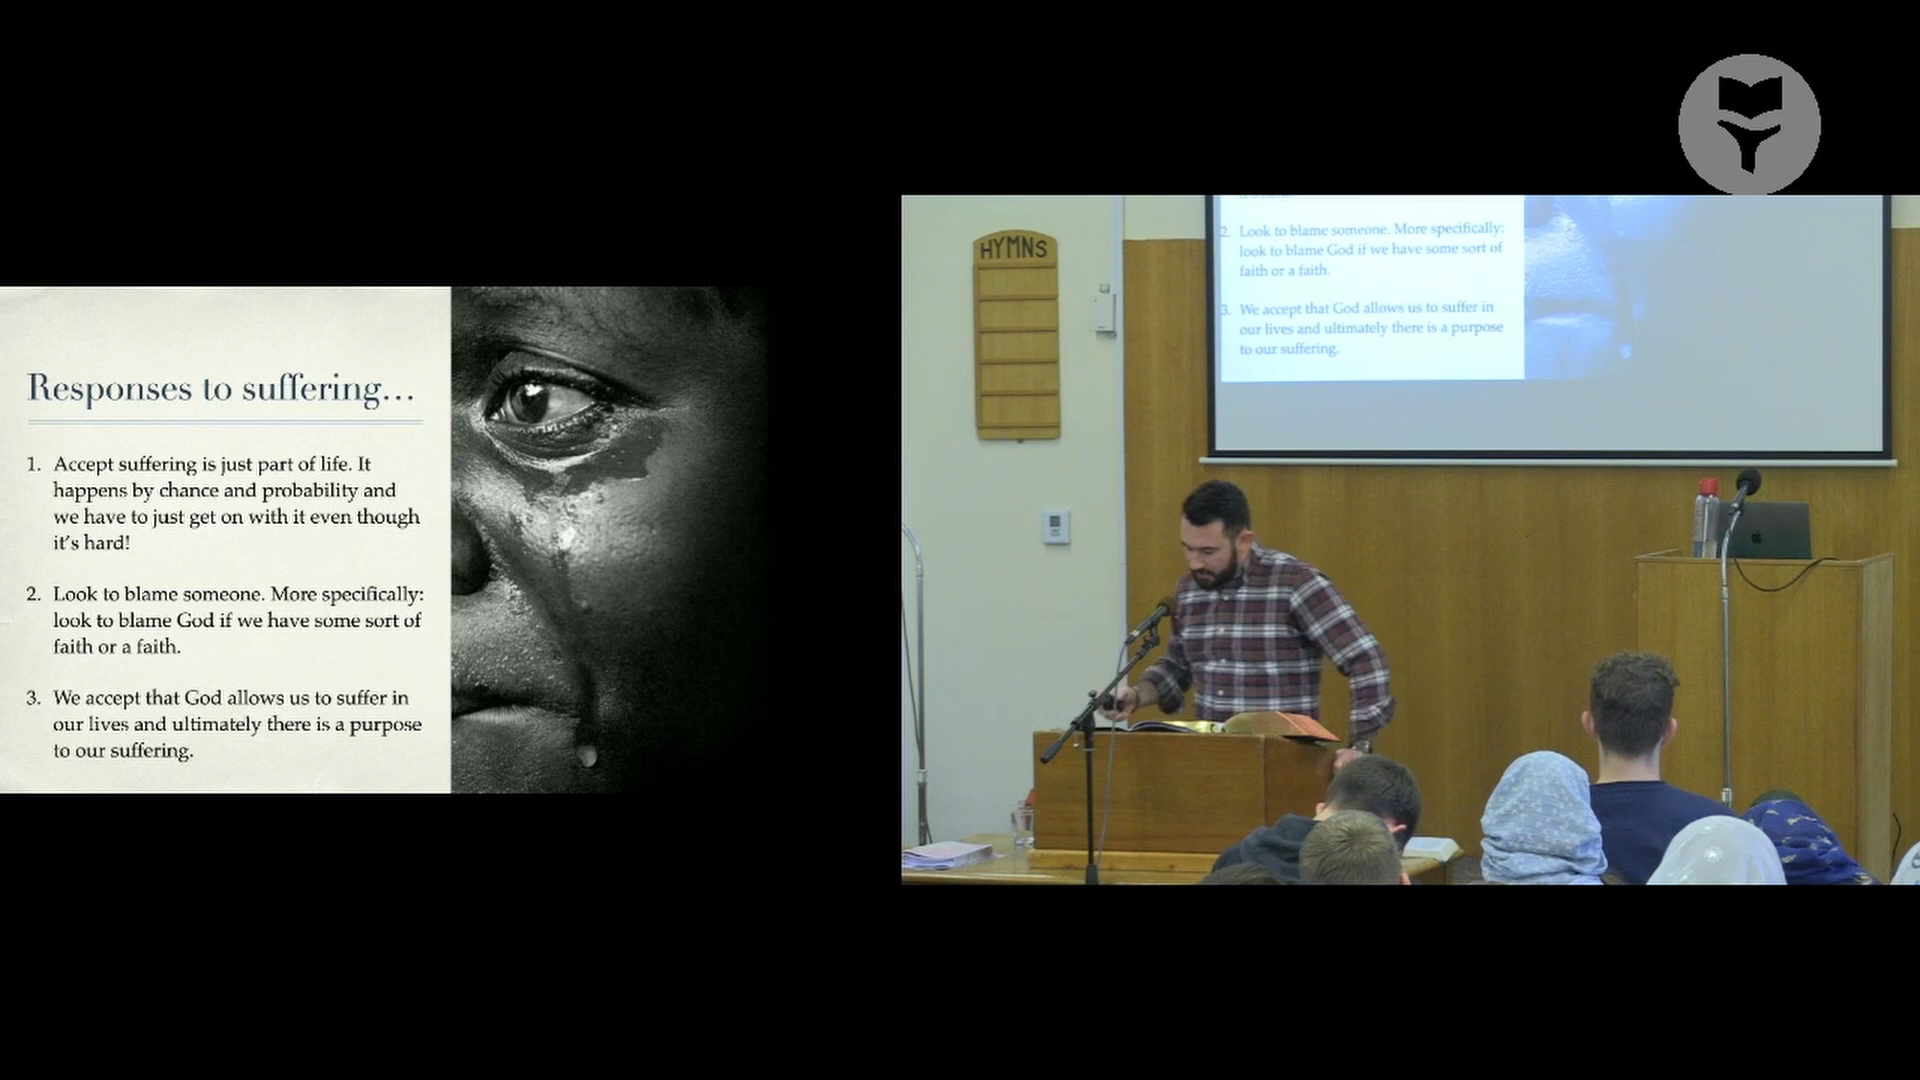 Responses to suffering...
1. Accept suffering is just part of life. It
happens by chance and probability and
we have to just get on with it even though
it's hard!
2. Look to blame someone. More specifically:
look to blame God if we have some sort of
faith or a faith.
3. We accept that God allows us to suffer in
our lives and ultimately there is a purpose
to our suffering.
HYMNS
2. Look to blame someone. More specifically:
look to blame God if we have some sort of
faith or a faith.
3. We accept that God allows us to suffer in
our lives and ultimately there is a purpose
to our suffering.